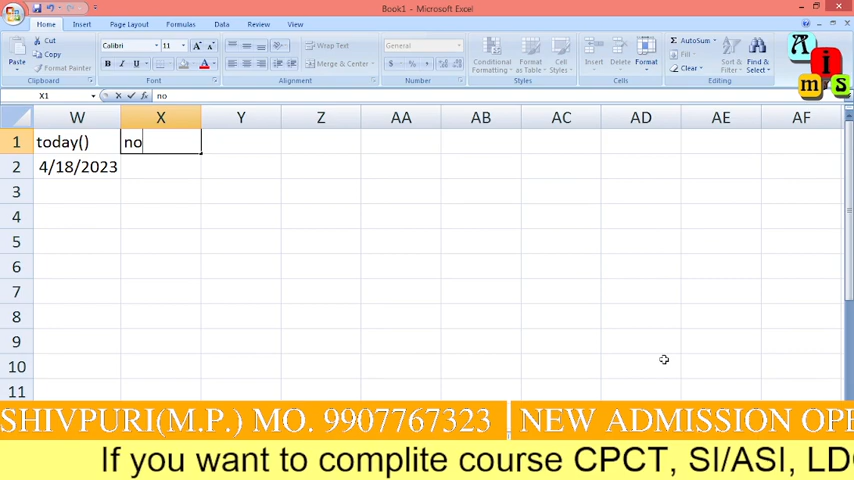 Book1 - Microsoft Excel
Home Insert Page Layout Formulas Data Review View
Cut
Copy
Format Painter
Paste
Clipboard
Calibri 11
B I U
Font
Wrap Text
Merge & Center
Alignment
General
$ % ,
Number
Conditional Formatting
Format as Table
Cell Styles
Styles
Insert Delete Format
Cells
Σ AutoSum
Fill
Clear
Sort & Filter
Find & Select
Editing
A i m s
X1 fx no
W X Y Z AA AB AC AD AE AF
1 today() no
2 4/18/2023
3
4
5
6
7
8
9
10
11
SHIVPURI(M.P.) MO. 9907767323 NEW ADMISSION OPE
If you want to complite course CPCT, SI/ASI, LD